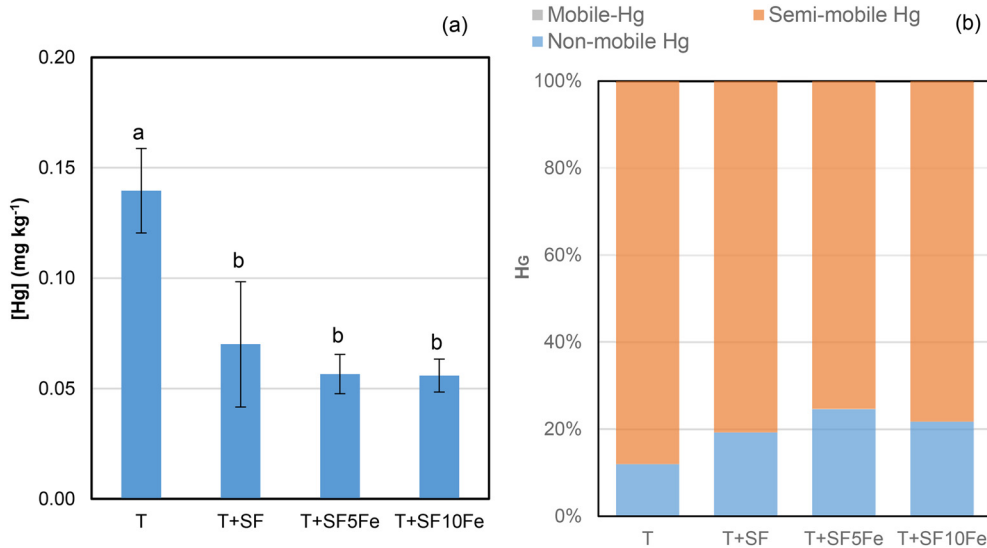 (a)
[Hg] (mg kg⁻¹)
0.20
0.15
0.10
0.05
0.00
a
b
b
b
T
T+SF
T+SF5Fe
T+SF10Fe
Mobile-Hg
Semi-mobile Hg
Non-mobile Hg
(b)
HG
100%
80%
60%
40%
20%
0%
T
T+SF
T+SF5Fe
T+SF10Fe